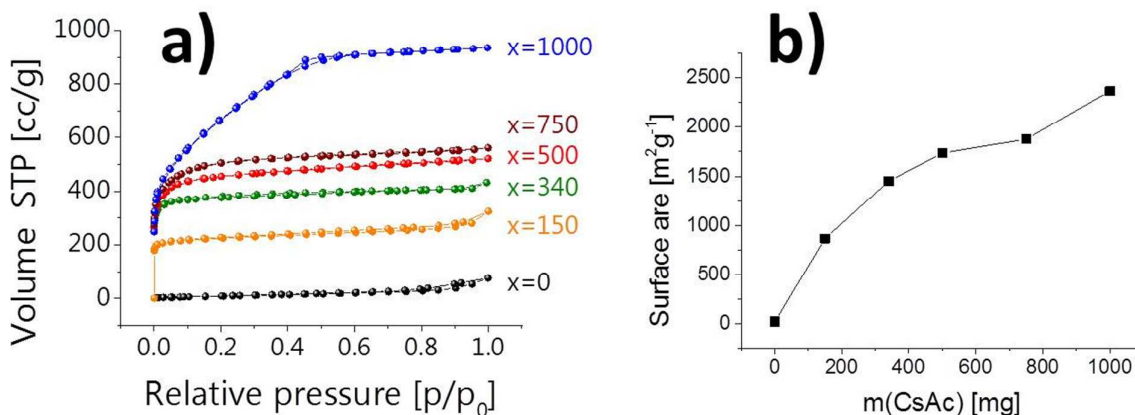 a)
1000
800
600
400
200
0
Volume STP [cc/g]
x=1000
x=750
x=500
x=340
x=150
x=0
0.0 0.2 0.4 0.6 0.8 1.0
Relative pressure [p/p0]
b)
2500
2000
1500
1000
500
0
Surface are [m²g⁻¹]
0 200 400 600 800 1000
m(CsAc) [mg]